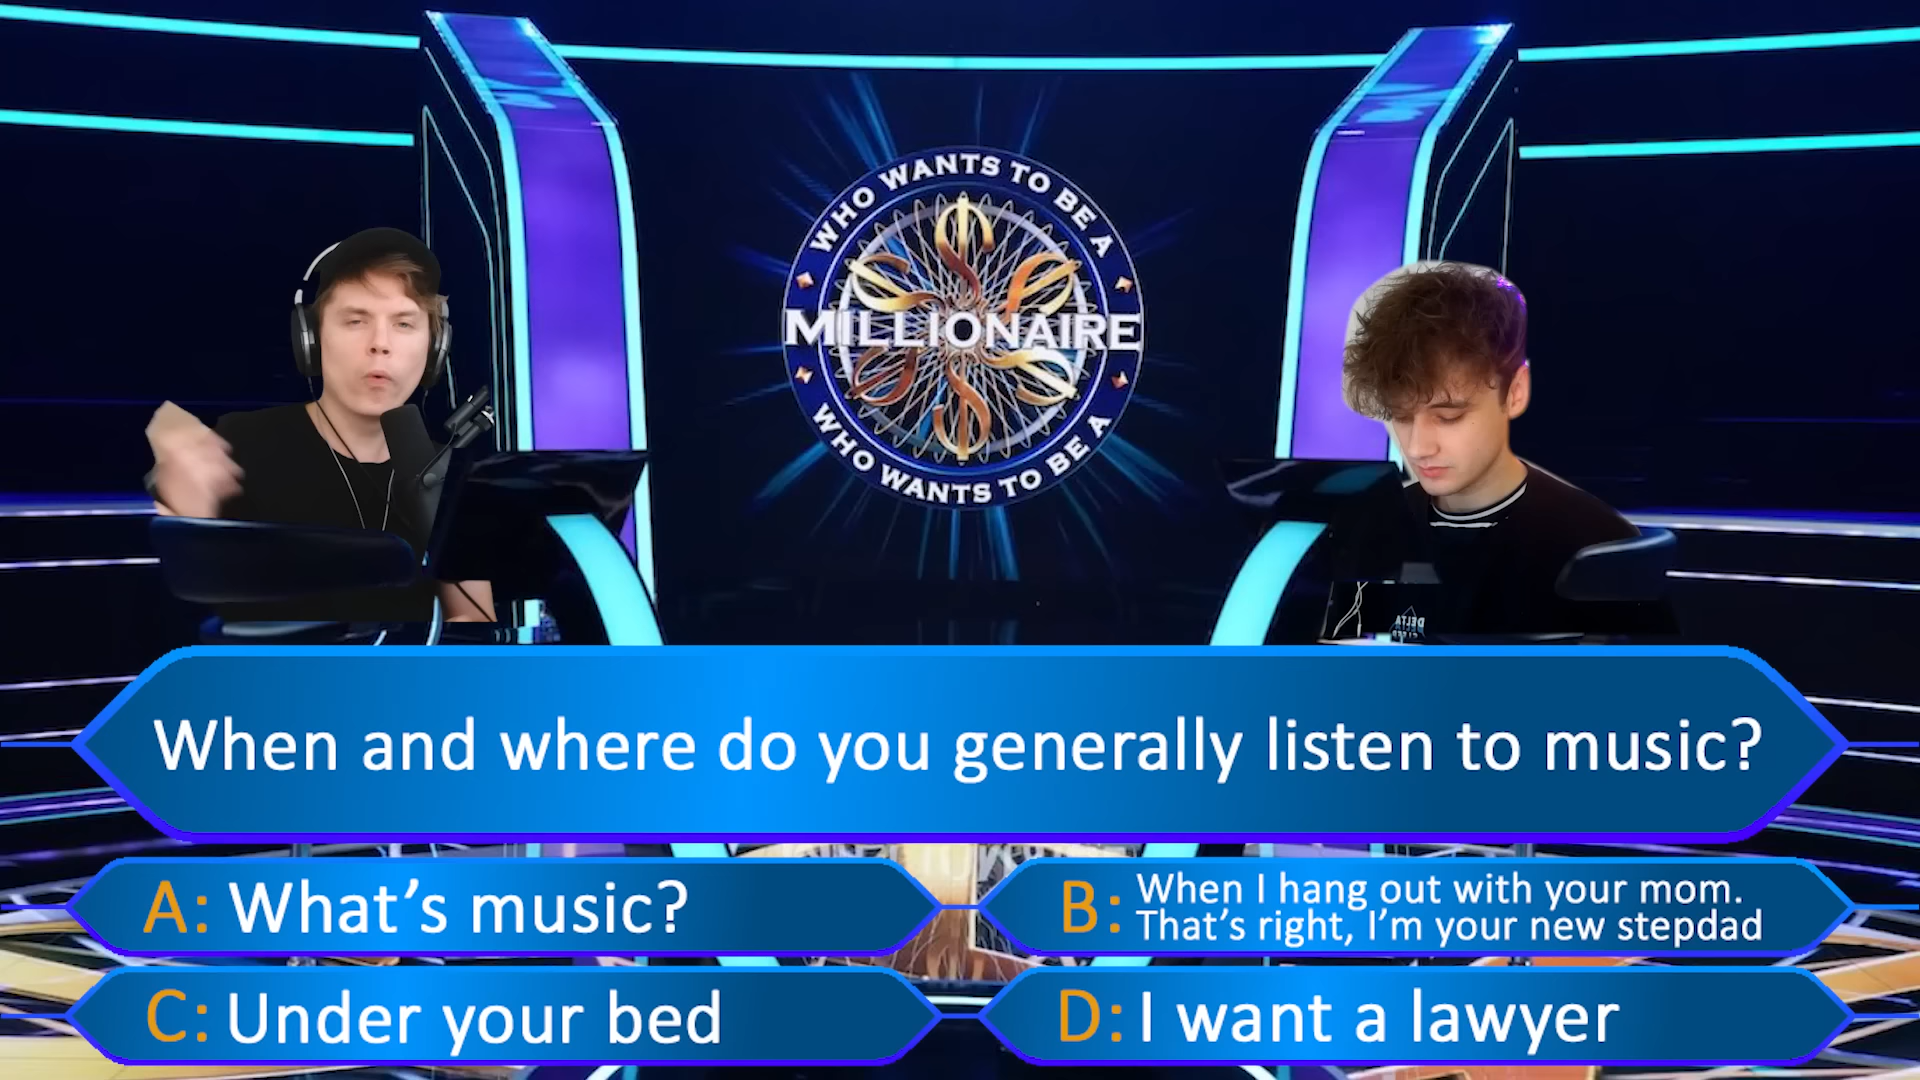 WHO WANTS TO BE A
MILLIONAIRE
WHO WANTS TO BE A
When and where do you generally listen to music?
A: What's music?
B: When I hang out with your mom.
That's right, I'm your new stepdad
C: Under your bed
D: I want a lawyer